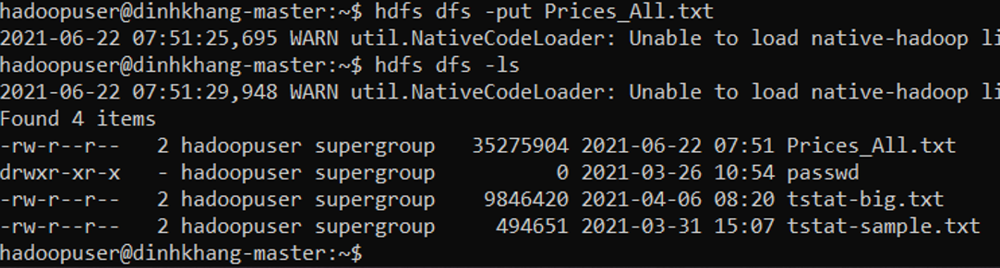 hadoopuser@dinhkhang-master:~$ hdfs dfs -put Prices_All.txt
2021-06-22 07:51:25,695 WARN util.NativeCodeLoader: Unable to load native-hadoop li
hadoopuser@dinhkhang-master:~$ hdfs dfs -ls
2021-06-22 07:51:29,948 WARN util.NativeCodeLoader: Unable to load native-hadoop li
Found 4 items
-rw-r--r--   2 hadoopuser supergroup   35275904 2021-06-22 07:51 Prices_All.txt
drwxr-xr-x   - hadoopuser supergroup          0 2021-03-26 10:54 passwd
-rw-r--r--   2 hadoopuser supergroup    9846420 2021-04-06 08:20 tstat-big.txt
-rw-r--r--   2 hadoopuser supergroup     494651 2021-03-31 15:07 tstat-sample.txt
hadoopuser@dinhkhang-master:~$